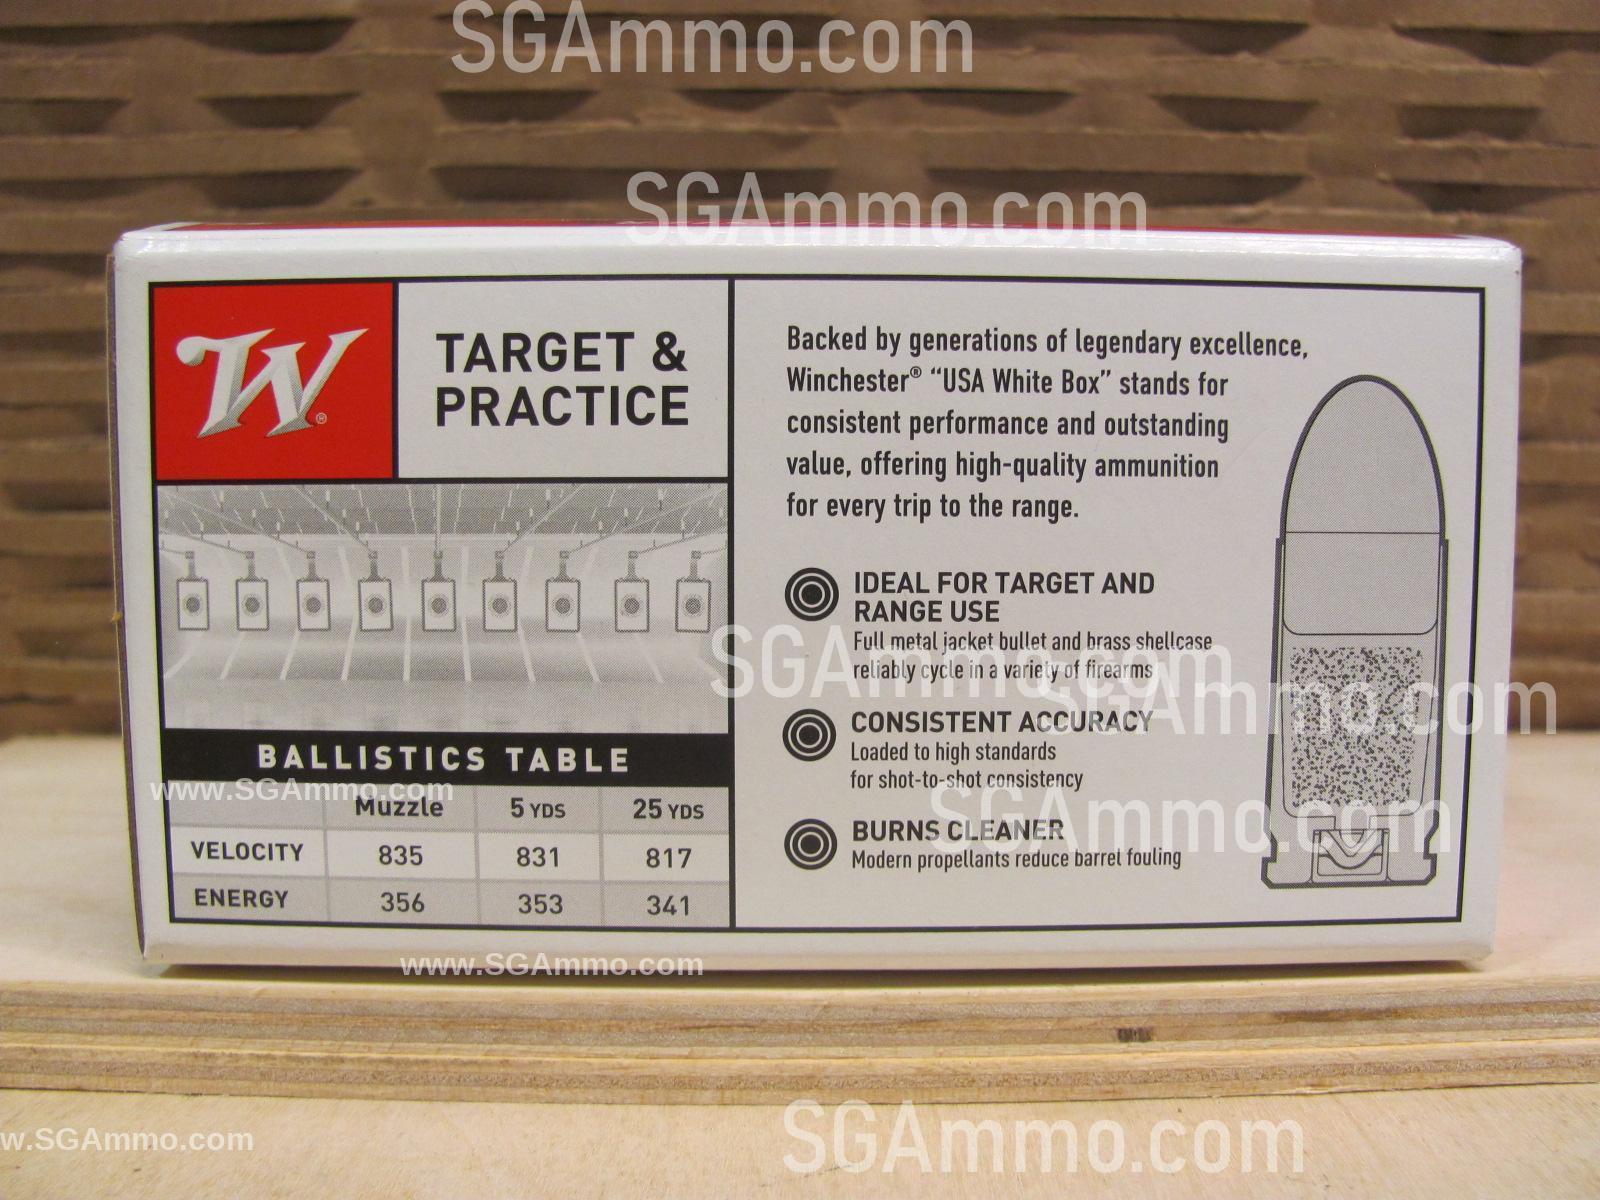 SGAmmo.com
SGAmmo.com
W®
TARGET &
PRACTICE
BALLISTICS TABLE
www.SGAmmo.com
Muzzle 5 YDS 25 YDS
VELOCITY 835 831 817
ENERGY 356 353 341
Backed by generations of legendary excellence,
Winchester® “USA White Box” stands for
consistent performance and outstanding
value, offering high-quality ammunition
for every trip to the range.
IDEAL FOR TARGET AND
RANGE USE
Full metal jacket bullet and brass shellcase
reliably cycle in a variety of firearms
SGAmmo.com
SGAmmo.com
CONSISTENT ACCURACY
Loaded to high standards
for shot-to-shot consistency
SGAmmo.com
BURNS CLEANER
Modern propellants reduce barrel fouling
www.SGAmmo.com
w.SGAmmo.com
SGAmmo.com